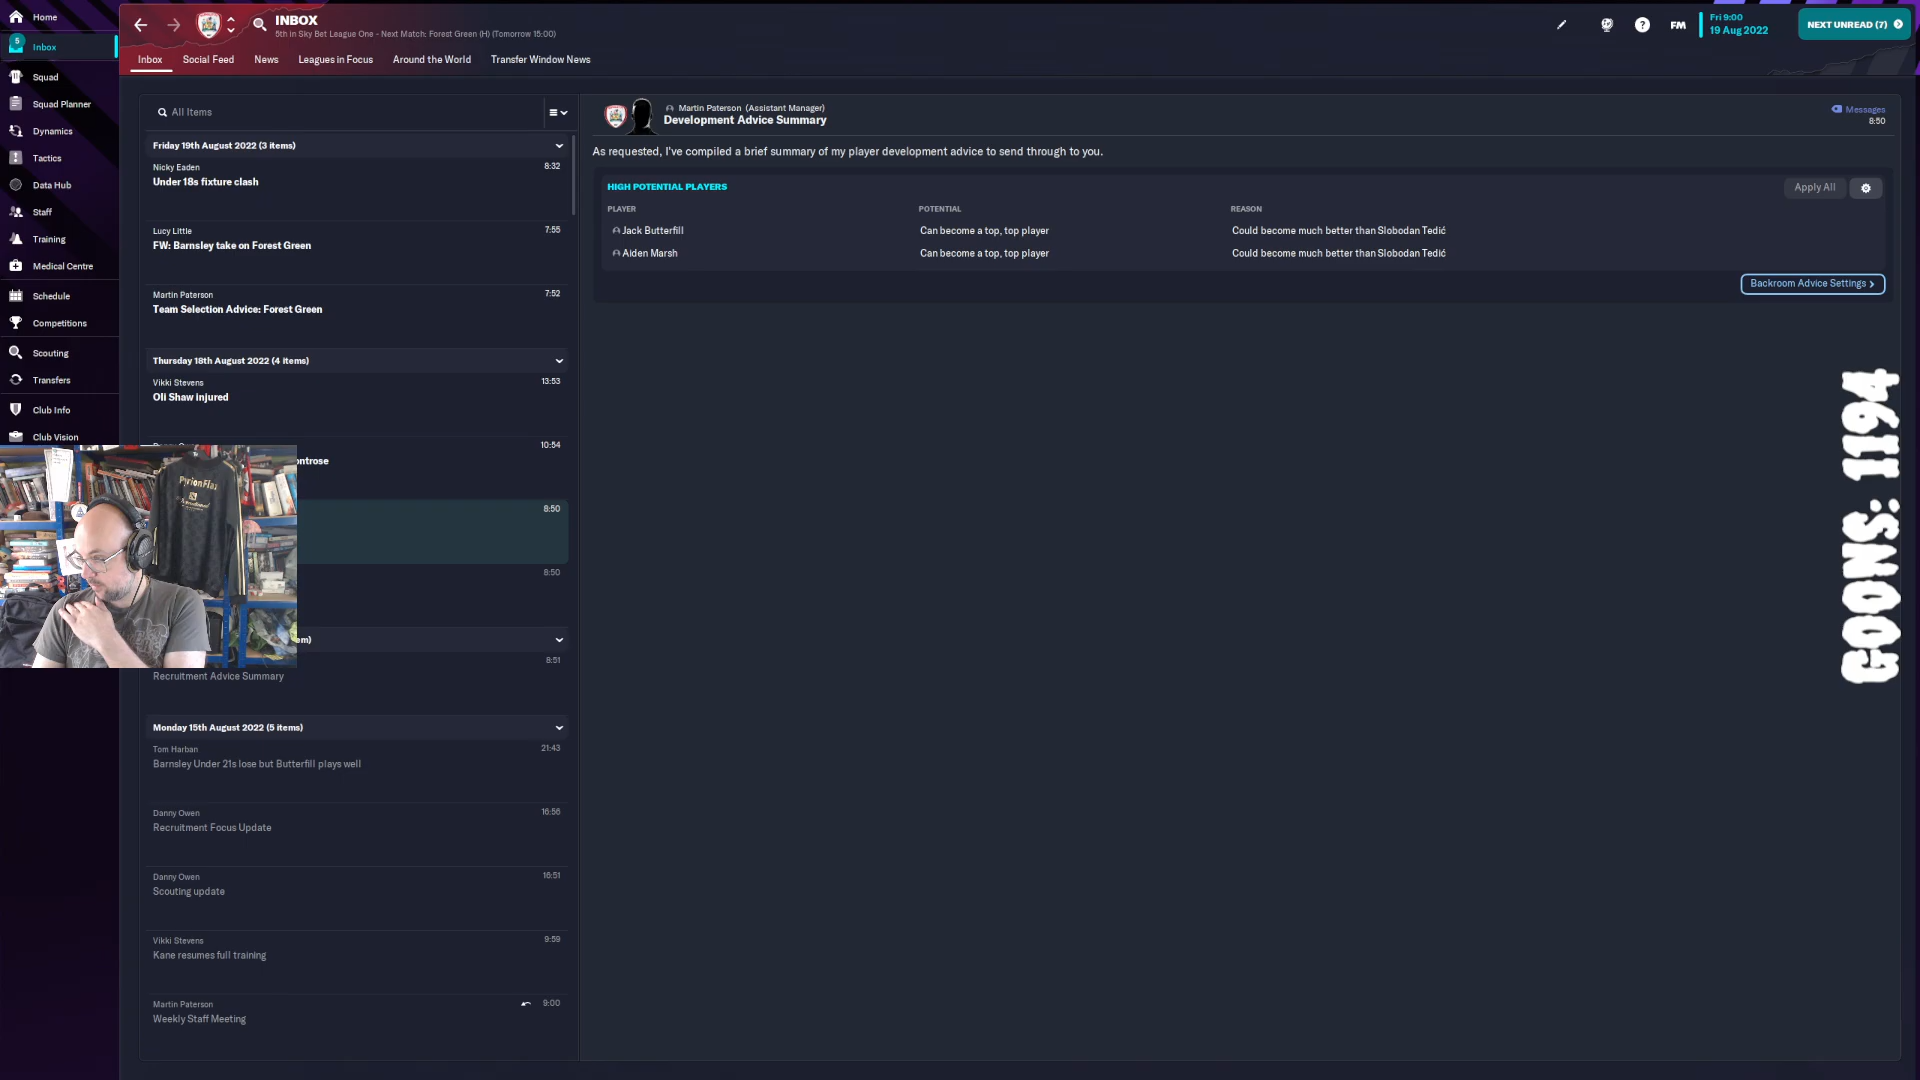 Home
INBOX
5th in Sky Bet League One - Next Match: Forest Green (H) (Tomorrow 15:00)
FM
Fri 9:00
19 Aug 2022
NEXT UNREAD (7)
5
Inbox
Inbox
Social Feed
News
Leagues in Focus
Around the World
Transfer Window News
Squad
Squad Planner
Dynamics
Tactics
Data Hub
Staff
Training
Medical Centre
Schedule
Competitions
Scouting
Transfers
Club Info
Club Vision
All Items
Friday 19th August 2022 (3 items)
Nicky Eaden
8:32
Under 18s fixture clash
Lucy Little
7:55
FW: Barnsley take on Forest Green
Martin Paterson
7:52
Team Selection Advice: Forest Green
Thursday 18th August 2022 (4 items)
Vikki Stevens
13:53
Oli Shaw injured
10:54
ontrose
8:50
8:50
em)
8:51
Recruitment Advice Summary
Monday 15th August 2022 (5 items)
Tom Harban
21:43
Barnsley Under 21s lose but Butterfill plays well
Danny Owen
16:56
Recruitment Focus Update
Danny Owen
16:51
Scouting update
Vikki Stevens
9:59
Kane resumes full training
Martin Paterson
9:00
Weekly Staff Meeting
Martin Paterson (Assistant Manager)
Development Advice Summary
Messages
8:50
As requested, I've compiled a brief summary of my player development advice to send through to you.
HIGH POTENTIAL PLAYERS
Apply All
PLAYER
POTENTIAL
REASON
Jack Butterfill
Can become a top, top player
Could become much better than Slobodan Tedić
Aiden Marsh
Can become a top, top player
Could become much better than Slobodan Tedić
Backroom Advice Settings >
PyrionFlax
GOONS: 1194